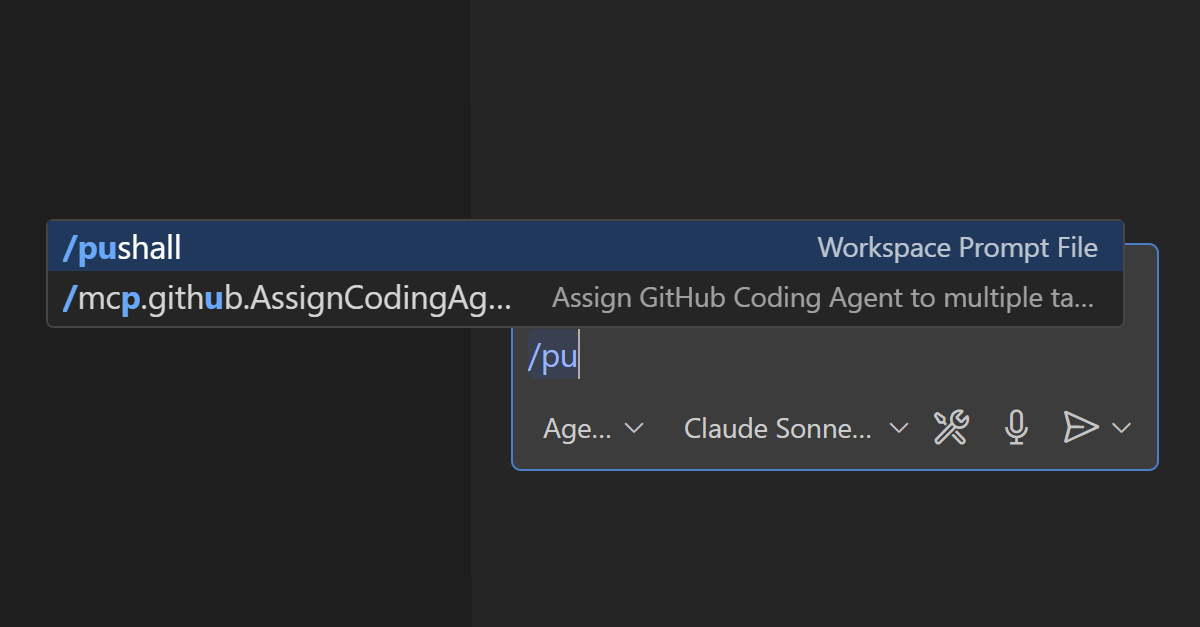 /pushall Workspace Prompt File
/mcp.github.AssignCodingAg... Assign GitHub Coding Agent to multiple ta...
/pu
Age... Claude Sonne...